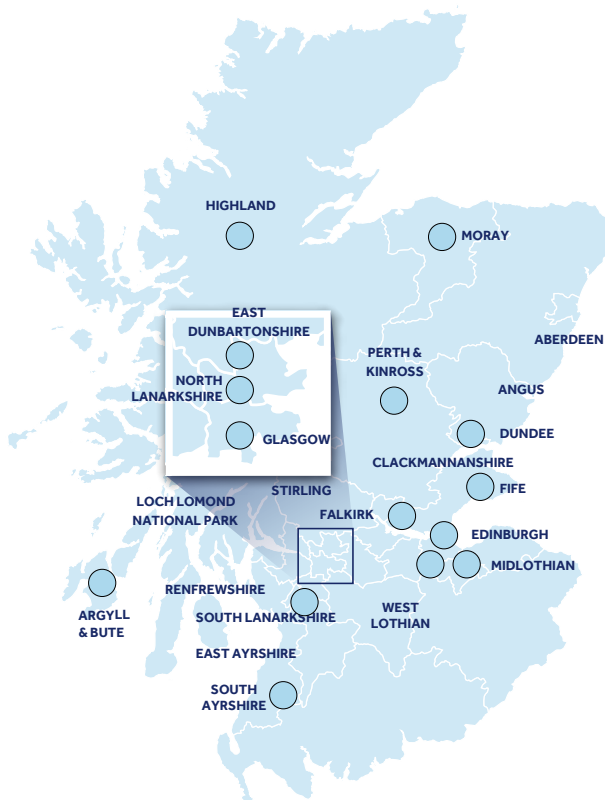 HIGHLAND
MORAY
EAST
DUNBARTONSHIRE
ABERDEEN
PERTH &
KINROSS
NORTH
LANARKSHIRE
ANGUS
DUNDEE
GLASGOW
CLACKMANNANSHIRE
STIRLING
FIFE
LOCH LOMOND
NATIONAL PARK
FALKIRK
EDINBURGH
MIDLOTHIAN
RENFREWSHIRE
ARGYLL
& BUTE
SOUTH LANARKSHIRE
WEST
LOTHIAN
EAST AYRSHIRE
SOUTH
AYRSHIRE